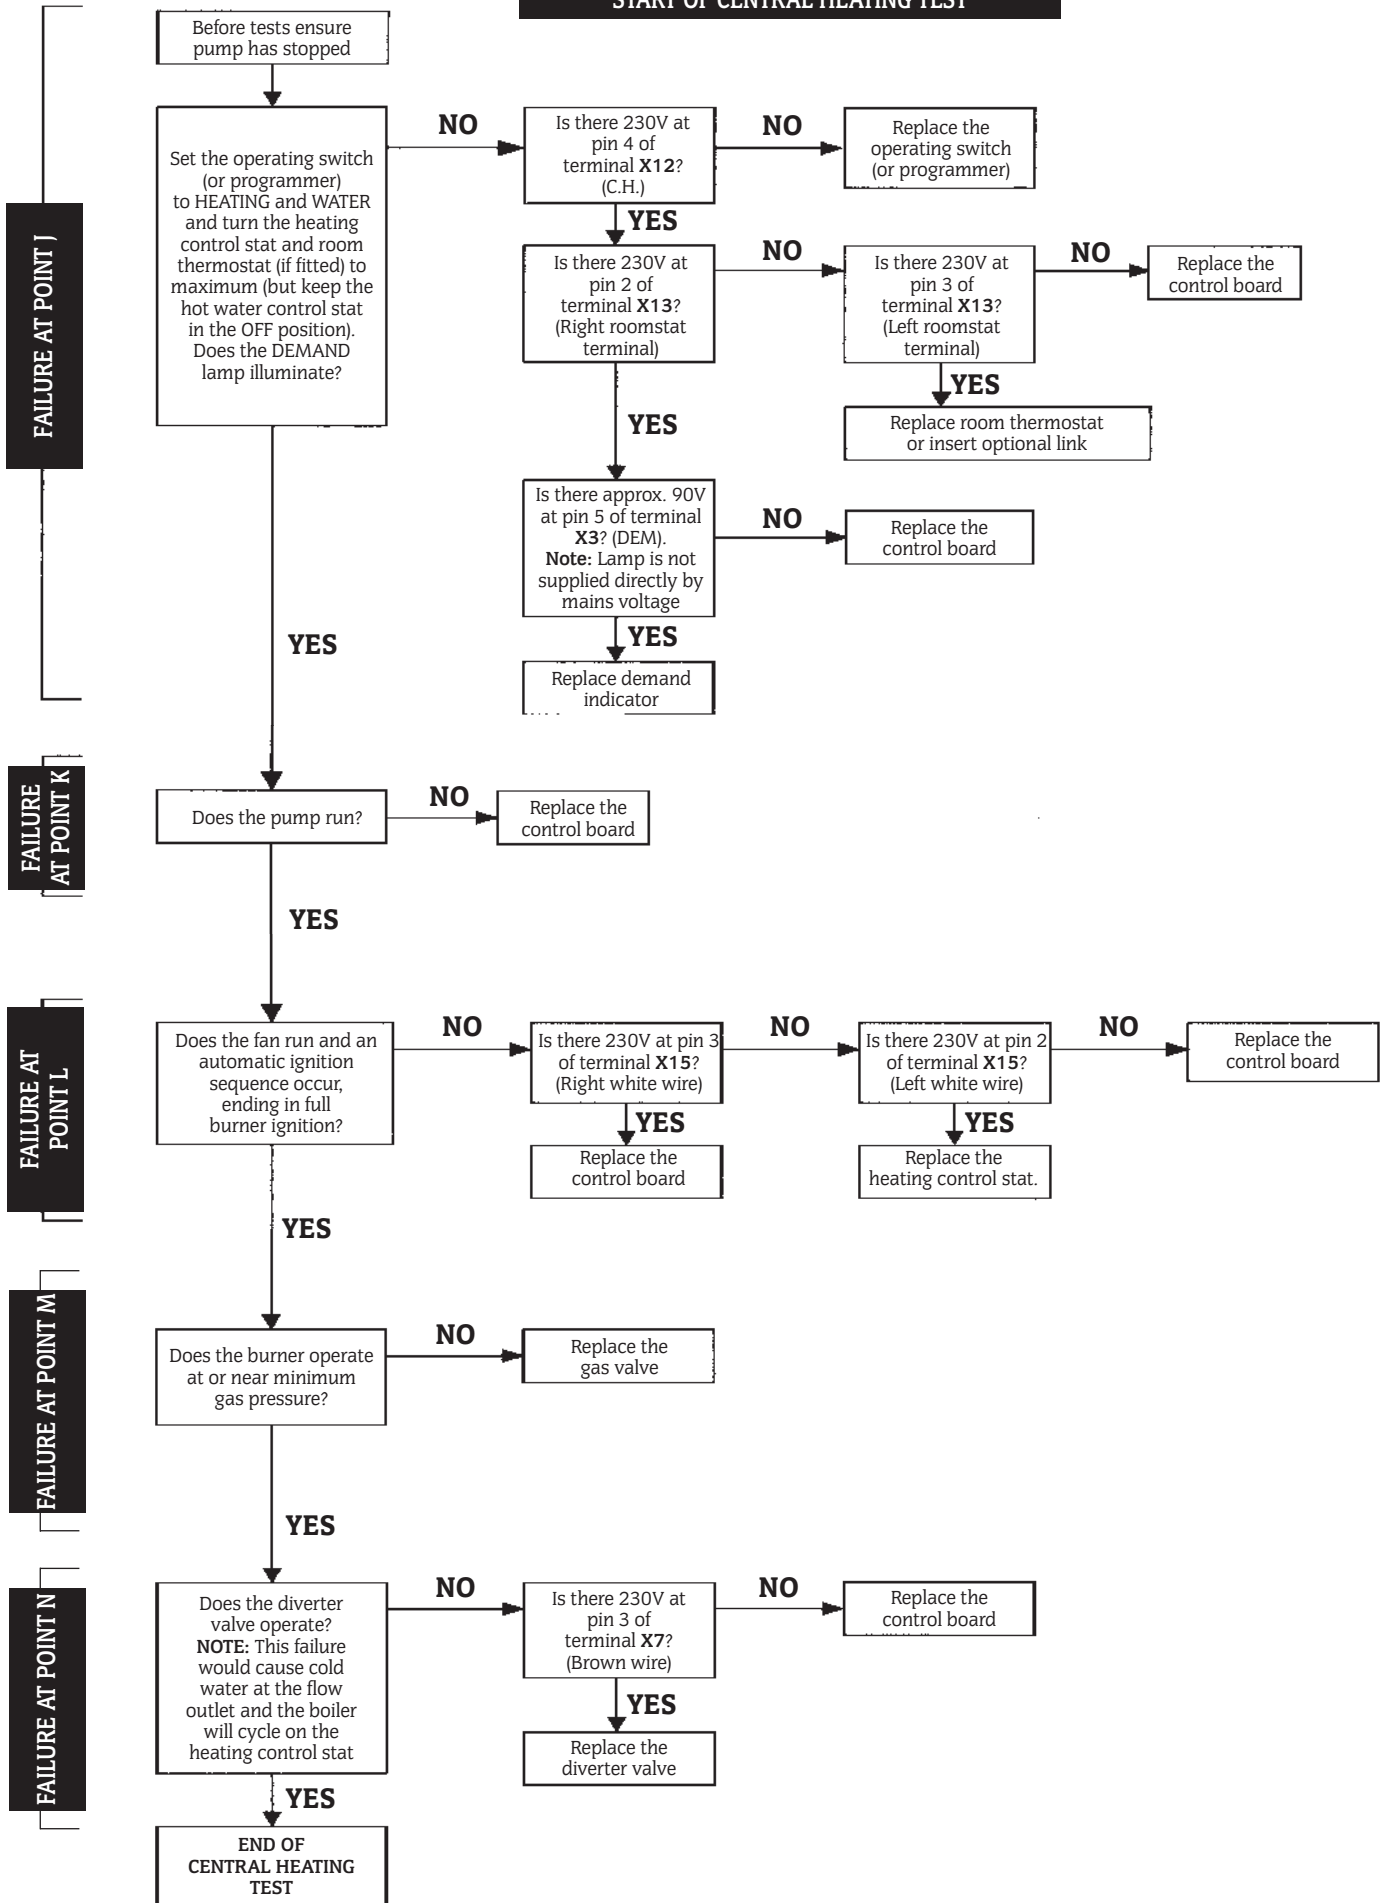 START OF CENTRAL HEATING TEST
Before tests ensure
pump has stopped
FAILURE AT POINT J
Set the operating switch
(or programmer)
to HEATING and WATER
and turn the heating
control stat and room
thermostat (if fitted) to
maximum (but keep the
hot water control stat
in the OFF position).
Does the DEMAND
lamp illuminate?
NO
Is there 230V at
pin 4 of
terminal X12?
(C.H.)
NO
Replace the
operating switch
(or programmer)
YES
Is there 230V at
pin 2 of
terminal X13?
(Right roomstat
terminal)
NO
Is there 230V at
pin 3 of
terminal X13?
(Left roomstat
terminal)
NO
Replace the
control board
YES
Replace room thermostat
or insert optional link
YES
Is there approx. 90V
at pin 5 of terminal
X3? (DEM).
Note: Lamp is not
supplied directly by
mains voltage
NO
Replace the
control board
YES
Replace demand
indicator
YES
FAILURE
AT POINT K
Does the pump run?
NO
Replace the
control board
YES
FAILURE AT
POINT L
Does the fan run and an
automatic ignition
sequence occur,
ending in full
burner ignition?
NO
Is there 230V at pin 3
of terminal X15?
(Right white wire)
NO
Is there 230V at pin 2
of terminal X15?
(Left white wire)
NO
Replace the
control board
YES
Replace the
control board
YES
Replace the
heating control stat.
YES
FAILURE AT POINT M
Does the burner operate
at or near minimum
gas pressure?
NO
Replace the
gas valve
YES
FAILURE AT POINT N
Does the diverter
valve operate?
NOTE: This failure
would cause cold
water at the flow
outlet and the boiler
will cycle on the
heating control stat
NO
Is there 230V at
pin 3 of
terminal X7?
(Brown wire)
NO
Replace the
control board
YES
Replace the
diverter valve
YES
END OF
CENTRAL HEATING
TEST